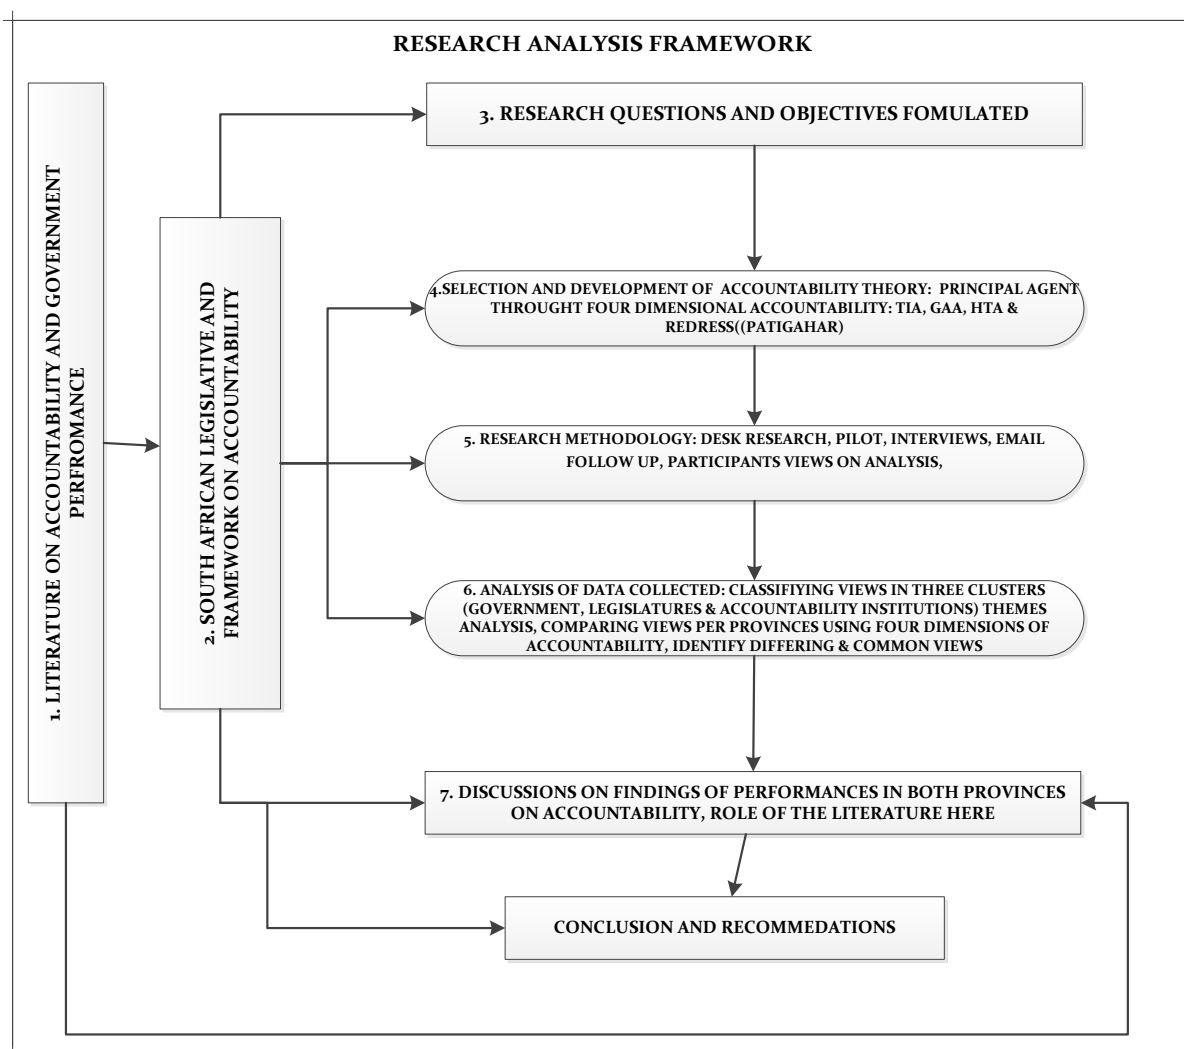 RESEARCH ANALYSIS FRAMEWORK
1. LITERATURE ON ACCOUNTABILITY AND GOVERNMENT
PERFROMANCE
2. SOUTH AFRICAN LEGISLATIVE AND
FRAMEWORK ON ACCOUNTABILITY
3. RESEARCH QUESTIONS AND OBJECTIVES FOMULATED
4.SELECTION AND DEVELOPMENT OF ACCOUNTABILITY THEORY: PRINCIPAL AGENT
THROUGHT FOUR DIMENSIONAL ACCOUNTABILITY: TIA, GAA, HTA &
REDRESS((PATIGAHAR)
5. RESEARCH METHODOLOGY: DESK RESEARCH, PILOT, INTERVIEWS, EMAIL
FOLLOW UP, PARTICIPANTS VIEWS ON ANALYSIS,
6. ANALYSIS OF DATA COLLECTED: CLASSIFIYING VIEWS IN THREE CLUSTERS
(GOVERNMENT, LEGISLATURES & ACCOUNTABILITY INSTITUTIONS) THEMES
ANALYSIS, COMPARING VIEWS PER PROVINCES USING FOUR DIMENSIONS OF
ACCOUNTABILITY, IDENTIFY DIFFERING & COMMON VIEWS
7. DISCUSSIONS ON FINDINGS OF PERFORMANCES IN BOTH PROVINCES
ON ACCOUNTABILITY, ROLE OF THE LITERATURE HERE
CONCLUSION AND RECOMMEDATIONS